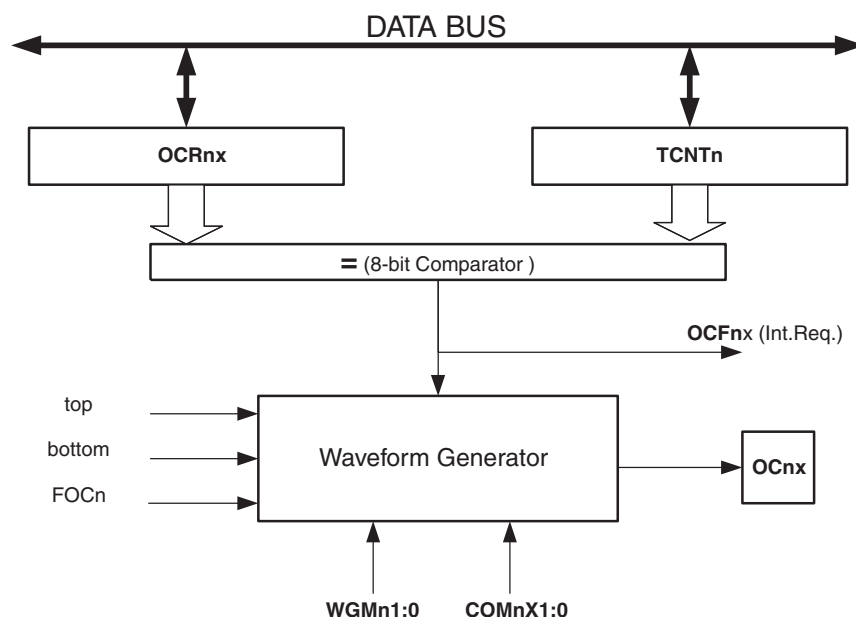 DATA BUS
OCRnx
TCNTn
= (8-bit Comparator )
OCFnx (Int.Req.)
top
bottom
FOCn
Waveform Generator
OCnx
WGMn1:0
COMnX1:0